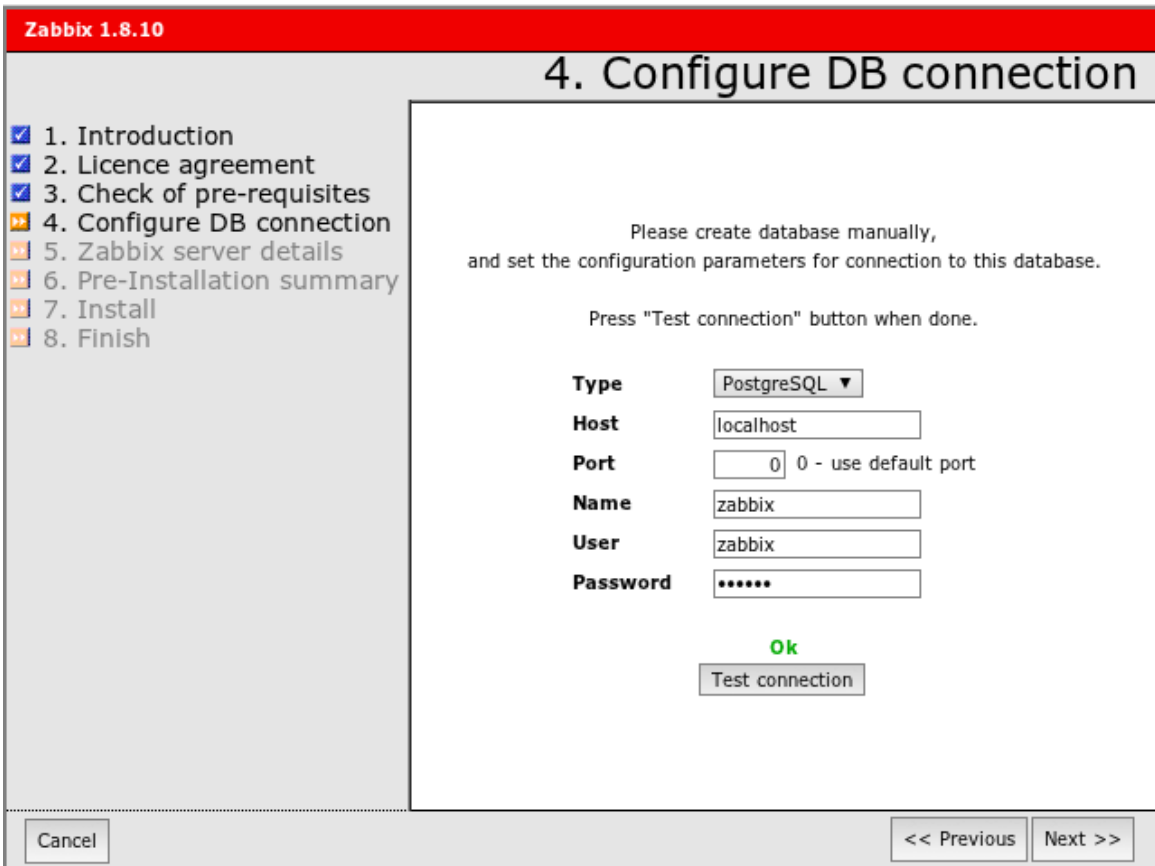 Zabbix 1.8.10
4. Configure DB connection
1. Introduction
2. Licence agreement
3. Check of pre-requisites
4. Configure DB connection
5. Zabbix server details
6. Pre-Installation summary
7. Install
8. Finish
Please create database manually,
and set the configuration parameters for connection to this database.
Press "Test connection" button when done.
Type PostgreSQL ▼
Host localhost
Port 0 0 - use default port
Name zabbix
User zabbix
Password ••••••
Ok
Test connection
Cancel << Previous Next >>